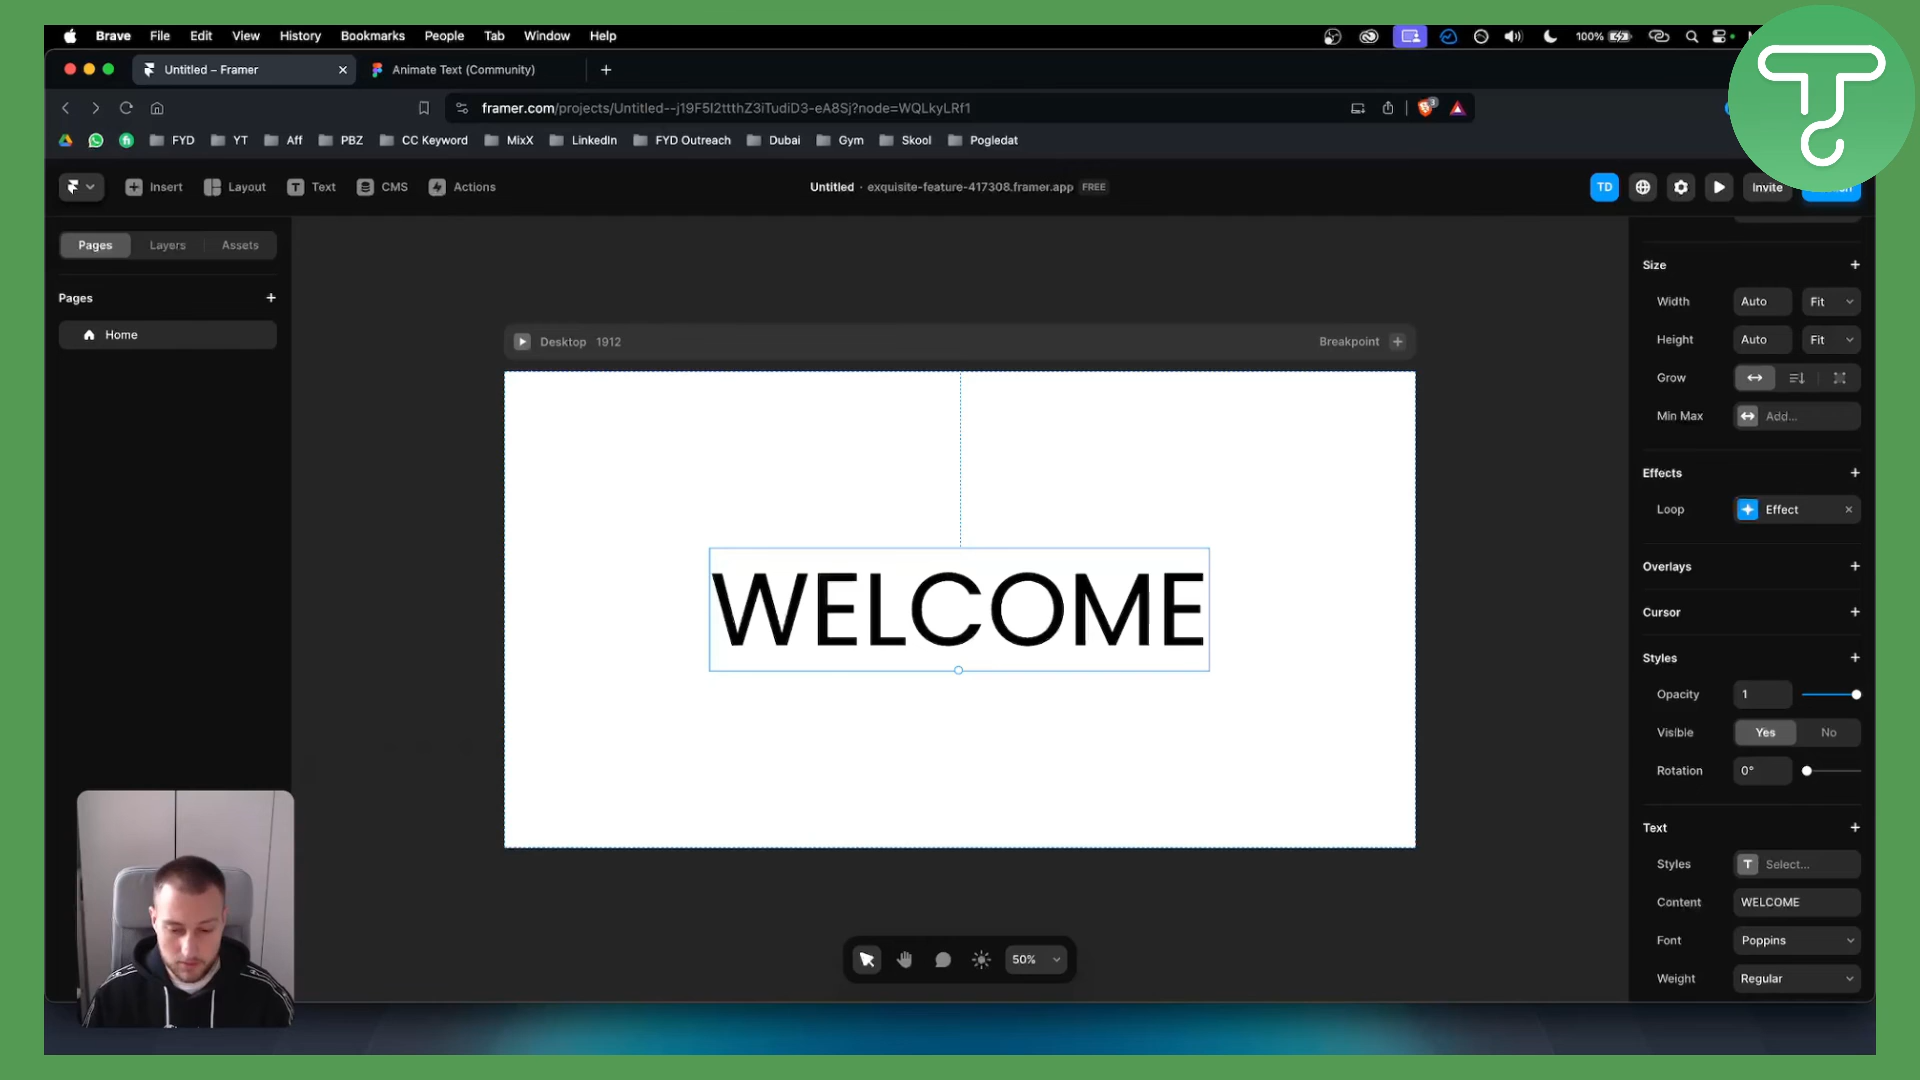 Brave File Edit View History Bookmarks People Tab Window Help 100%
Untitled – Framer Animate Text (Community)
framer.com/projects/Untitled--j19F5I2ttthZ3iTudiD3-eA8Sj?node=WQLkyLRf1
FYD YT Aff PBZ CC Keyword MixX LinkedIn FYD Outreach Dubai Gym Skool Pogledat
Insert Layout Text CMS Actions Untitled · exquisite-feature-417308.framer.app FREE TD Invite
Pages Layers Assets
Pages
Home
Desktop 1912 Breakpoint
WELCOME
50%
Size
Width Auto Fit
Height Auto Fit
Grow
Min Max Add...
Effects
Loop Effect
Overlays
Cursor
Styles
Opacity 1
Visible Yes No
Rotation 0°
Text
Styles T Select...
Content WELCOME
Font Poppins
Weight Regular